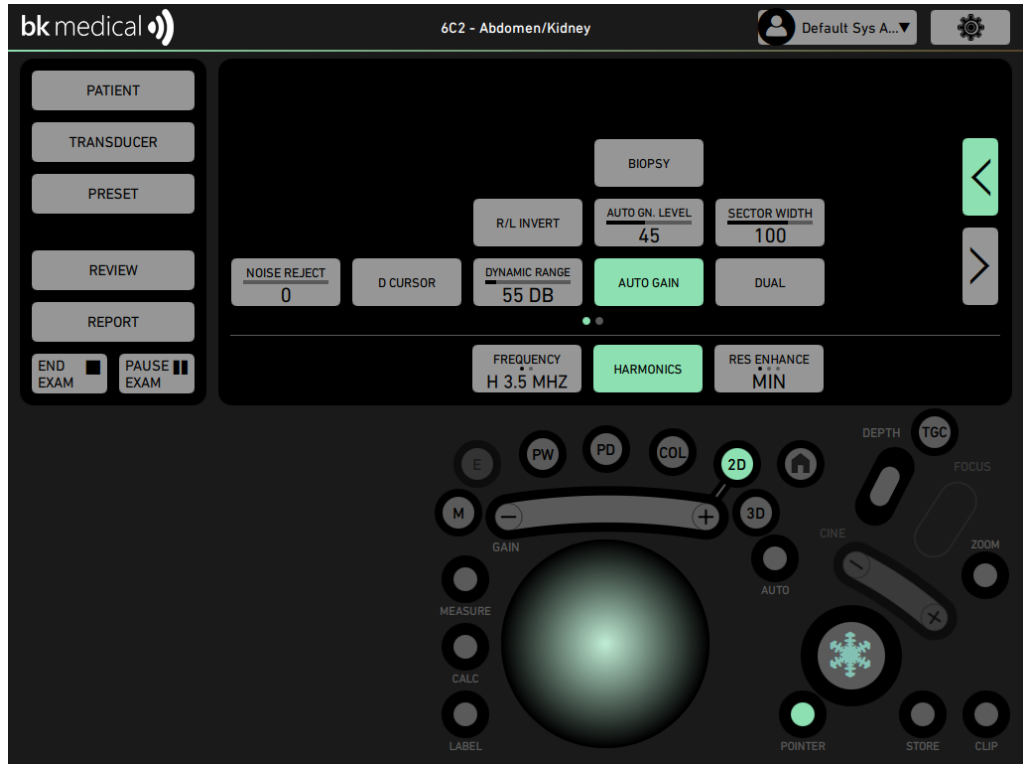 bk medical
6C2 - Abdomen/Kidney
Default Sys A...▼
PATIENT
TRANSDUCER
PRESET
REVIEW
REPORT
END
EXAM
PAUSE
EXAM
BIOPSY
R/L INVERT
AUTO GN. LEVEL
45
SECTOR WIDTH
100
NOISE REJECT
0
D CURSOR
DYNAMIC RANGE
55 DB
AUTO GAIN
DUAL
FREQUENCY
H 3.5 MHZ
HARMONICS
RES ENHANCE
MIN
DEPTH
TGC
FOCUS
E
PW
PD
COL
2D
M
3D
GAIN
CINE
ZOOM
AUTO
MEASURE
CALC
LABEL
POINTER
STORE
CLIP